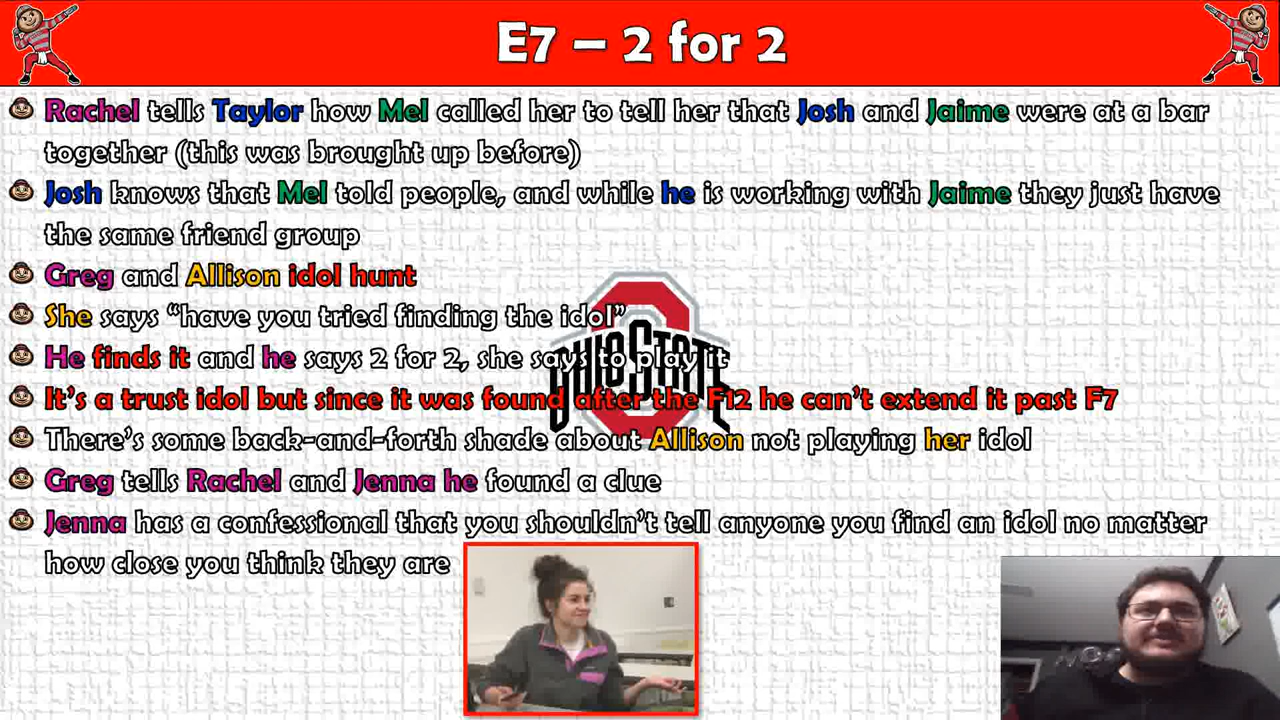 E7 – 2 for 2
Rachel tells Taylor how Mel called her to tell her that Josh and Jaime were at a bar
together (this was brought up before)
Josh knows that Mel told people, and while he is working with Jaime they just have
the same friend group
Greg and Allison idol hunt
She says “have you tried finding the idol”
He finds it and he says 2 for 2, she says to play it
It’s a trust idol but since it was found after the F12 he can’t extend it past F7
There’s some back-and-forth shade about Allison not playing her idol
Greg tells Rachel and Jenna he found a clue
Jenna has a confessional that you shouldn’t tell anyone you find an idol no matter
how close you think they are
OHIO STATE